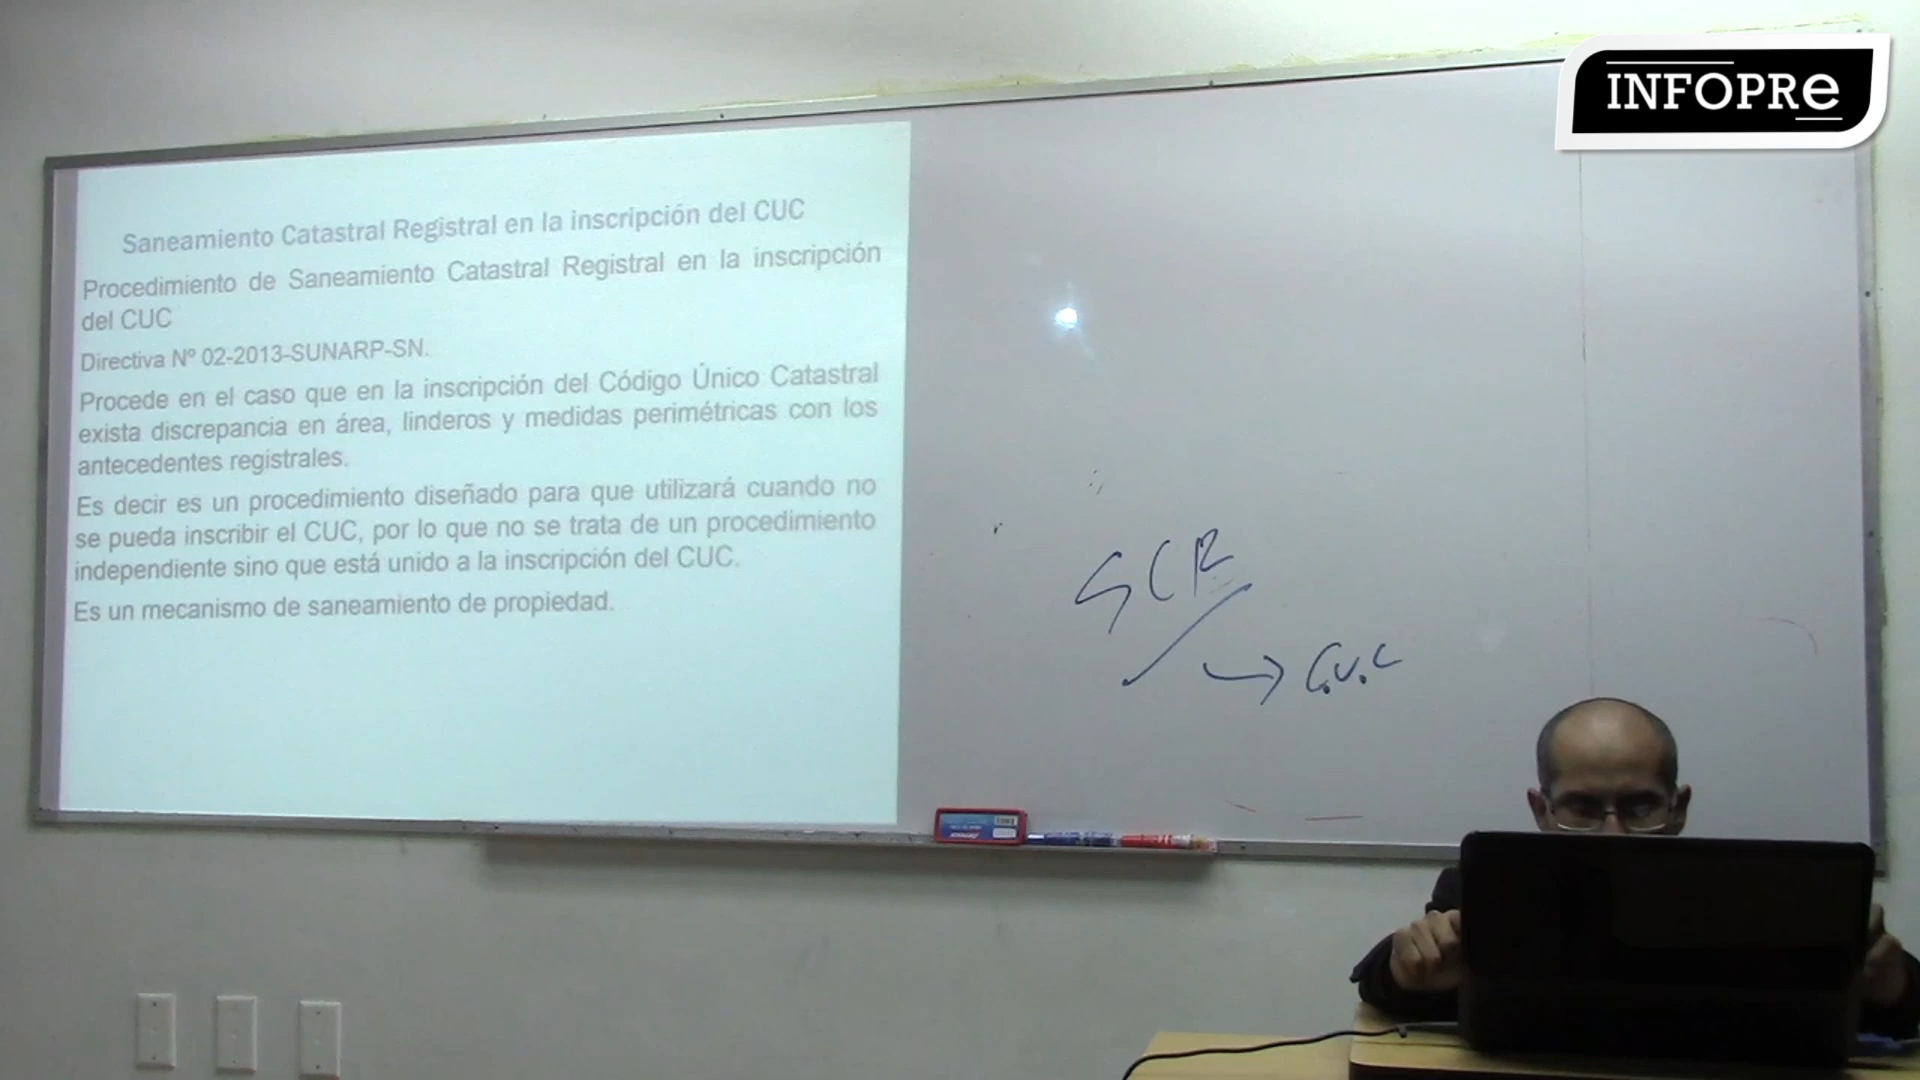 INFOPRe
Saneamiento Catastral Registral en la inscripción del CUC
Procedimiento de Saneamiento Catastral Registral en la inscripción
del CUC
Directiva Nº 02-2013-SUNARP-SN.
Procede en el caso que en la inscripción del Código Único Catastral
exista discrepancia en área, linderos y medidas perimétricas con los
antecedentes registrales.
Es decir es un procedimiento diseñado para que utilizará cuando no
se pueda inscribir el CUC, por lo que no se trata de un procedimiento
independiente sino que está unido a la inscripción del CUC.
Es un mecanismo de saneamiento de propiedad.
SCR
→ C.U.C